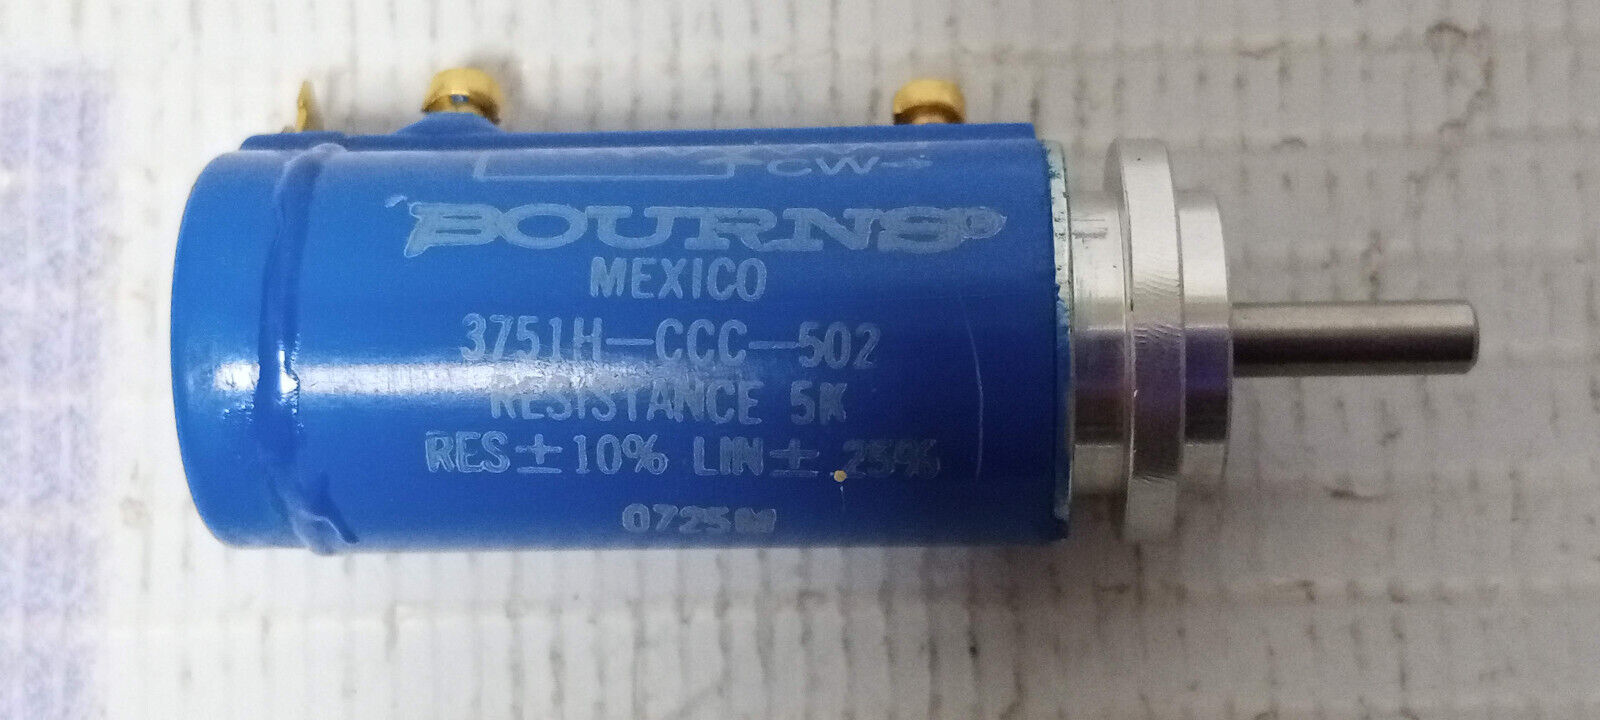 CW→
BOURNS®
MEXICO
3751H-CCC-502
RESISTANCE 5K
RES ± 10% LIN ± .25%
0725M